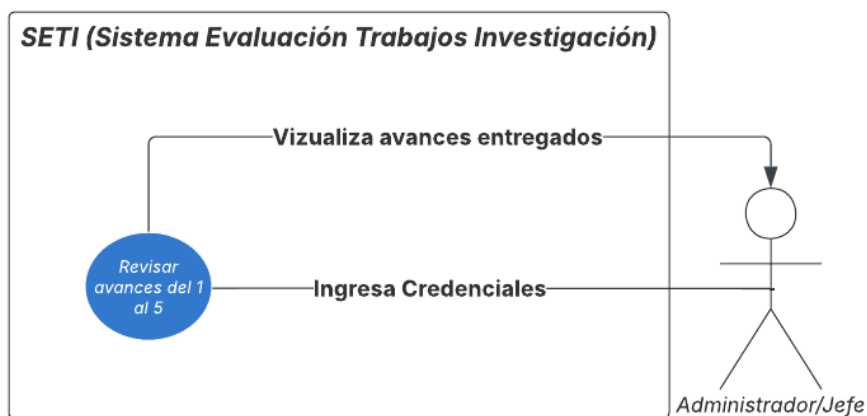 SETI (Sistema Evaluación Trabajos Investigación)
Vizualiza avances entregados
Revisar
avances del 1
al 5
Ingresa Credenciales
Administrador/Jefe